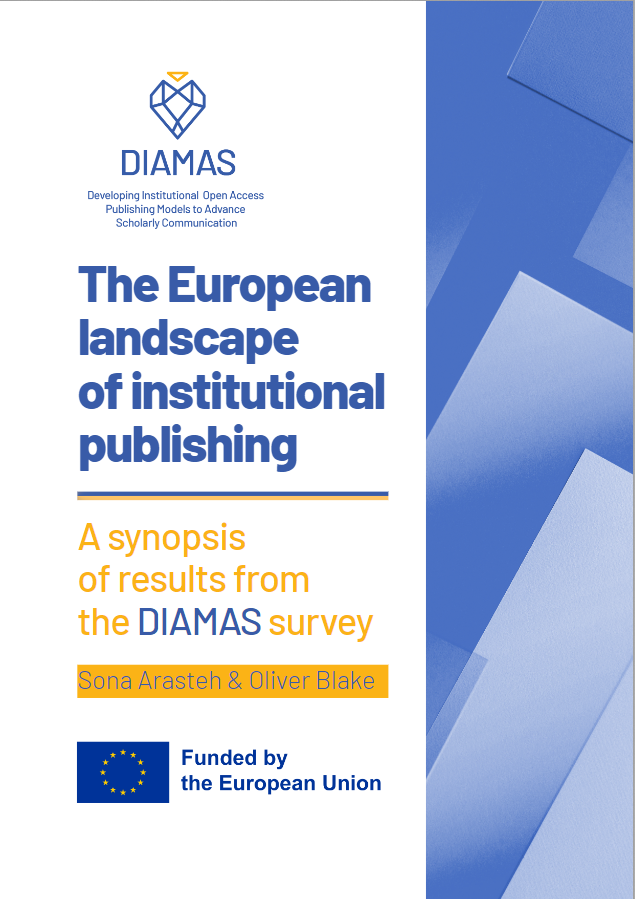 DIAMAS
Developing Institutional Open Access
Publishing Models to Advance
Scholarly Communication
The European
landscape
of institutional
publishing
A synopsis
of results from
the DIAMAS survey
Sona Arasteh & Oliver Blake
Funded by
the European Union